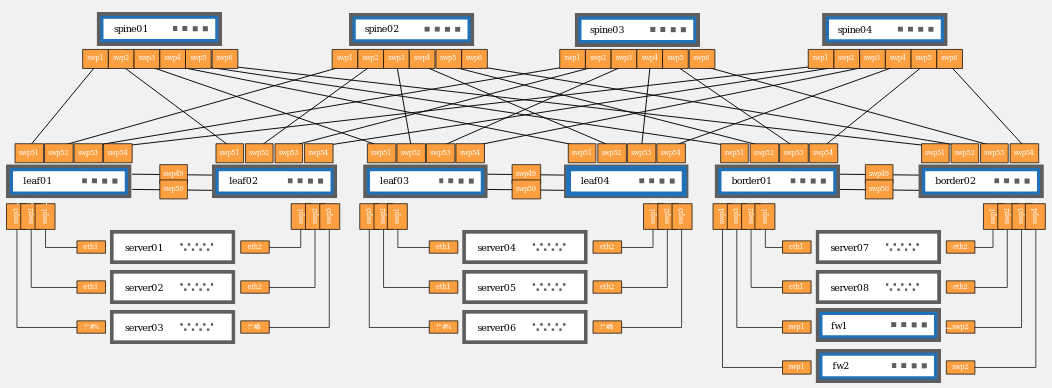 spine01 spine02 spine03 spine04
swp1 swp2 swp3 swp4 swp5 swp6 swp1 swp2 swp3 swp4 swp5 swp6 swp1 swp2 swp3 swp4 swp5 swp6 swp1 swp2 swp3 swp4 swp5 swp6
swp51 swp52 swp53 swp54 swp51 swp52 swp53 swp54 swp51 swp52 swp53 swp54 swp51 swp52 swp53 swp54 swp51 swp52 swp53 swp54 swp51 swp52 swp53 swp54
swp49 swp49 swp49
leaf01 leaf02 leaf03 leaf04 border01 border02
swp50 swp50 swp50
swp3 swp2 swp1 swp1 swp2 swp3 swp3 swp2 swp1 swp1 swp2 swp3 swp4 swp3 swp2 swp1 swp1 swp2 swp3 swp4
eth1 server01 eth2 eth1 server04 eth2 eth1 server07 eth2
eth1 server02 eth2 eth1 server05 eth2 eth1 server08 eth2
!"#% server03 !"#$ !"#% server06 !"#$ swp1 fw1 swp2
swp1 fw2 swp2